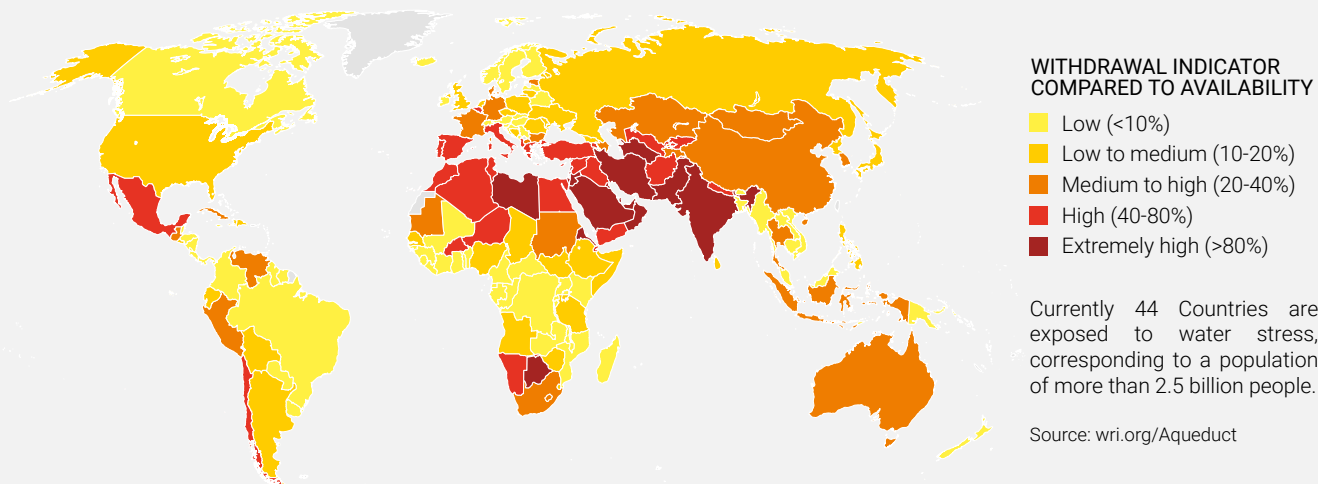 WITHDRAWAL INDICATOR
COMPARED TO AVAILABILITY
Low (<10%)
Low to medium (10-20%)
Medium to high (20-40%)
High (40-80%)
Extremely high (>80%)
Currently 44 Countries are
exposed to water stress,
corresponding to a population
of more than 2.5 billion people.
Source: wri.org/Aqueduct